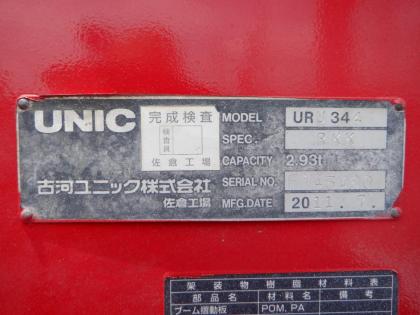 UNIC
完成検査
検査員
佐倉工場
古河ユニック株式会社
佐倉工場
MODEL UR 344
SPEC.
CAPACITY 2.93t
SERIAL NO.
MFG.DATE 2011.7.
架装物樹脂材料表
部品名 材料名 備考
ブーム摺動板 POM, PA